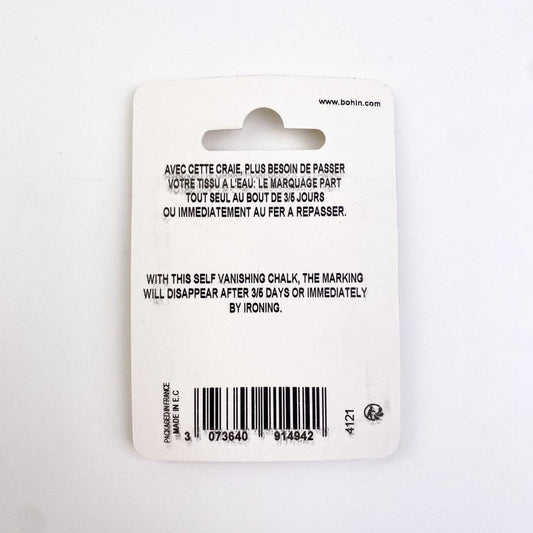 www.bohin.com
AVEC CETTE CRAIE, PLUS BESOIN DE PASSER
VOTRE TISSU A L'EAU: LE MARQUAGE PART
TOUT SEUL AU BOUT DE 3/5 JOURS
OU IMMEDIATEMENT AU FER A REPASSER.
WITH THIS SELF VANISHING CHALK, THE MARKING
WILL DISAPPEAR AFTER 3/5 DAYS OR IMMEDIATELY
BY IRONING.
PACKAGED IN FRANCE
MADE IN E.C
3 073640 914942
4121